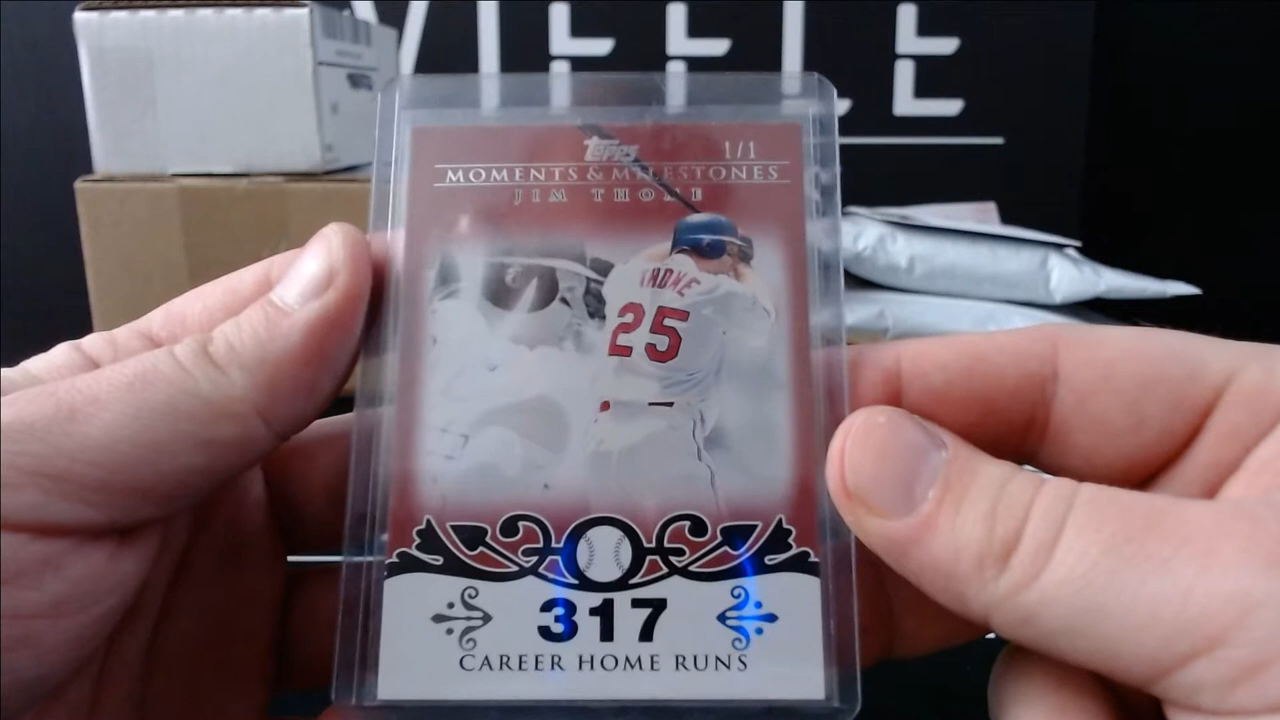 Topps
1/1
MOMENTS & MILESTONES
JIM THOME
THOME
25
317
CAREER HOME RUNS